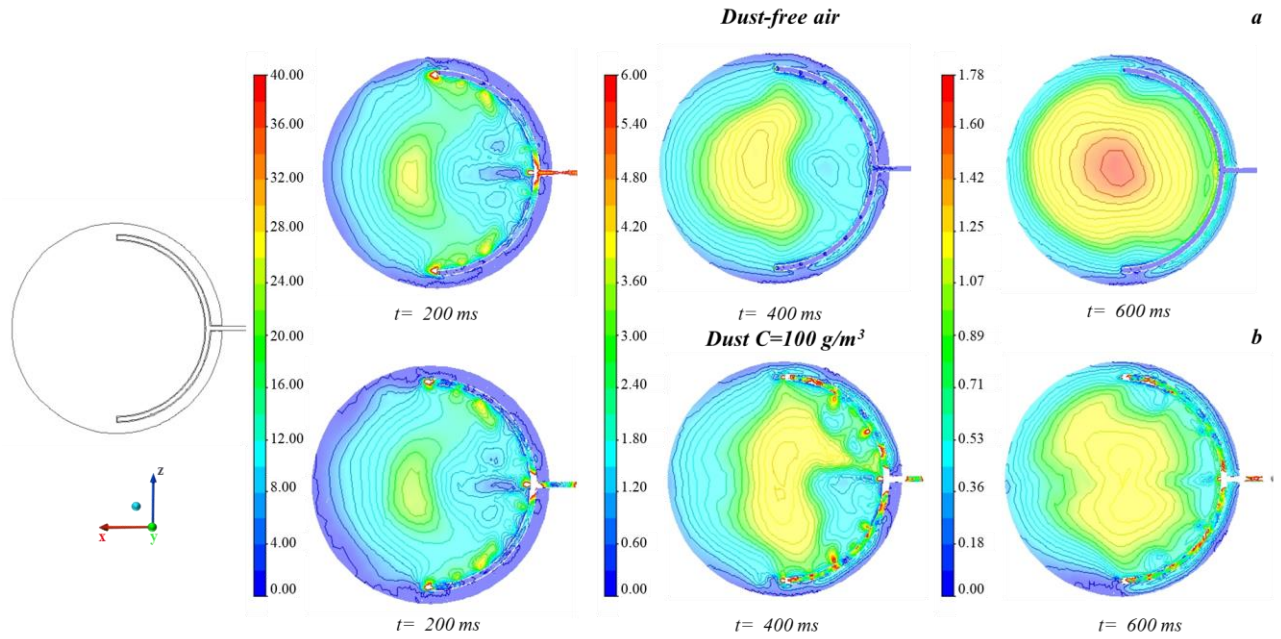 Dust-free air
a
40.00
36.00
32.00
28.00
24.00
20.00
16.00
12.00
8.00
4.00
0.00
6.00
5.40
4.80
4.20
3.60
3.00
2.40
1.80
1.20
0.60
0.00
1.78
1.60
1.42
1.25
1.07
0.89
0.71
0.53
0.36
0.18
0.00
t= 200 ms
t= 400 ms
t= 600 ms
Dust C=100 g/m³
b
z
x
y
t= 200 ms
t= 400 ms
t= 600 ms